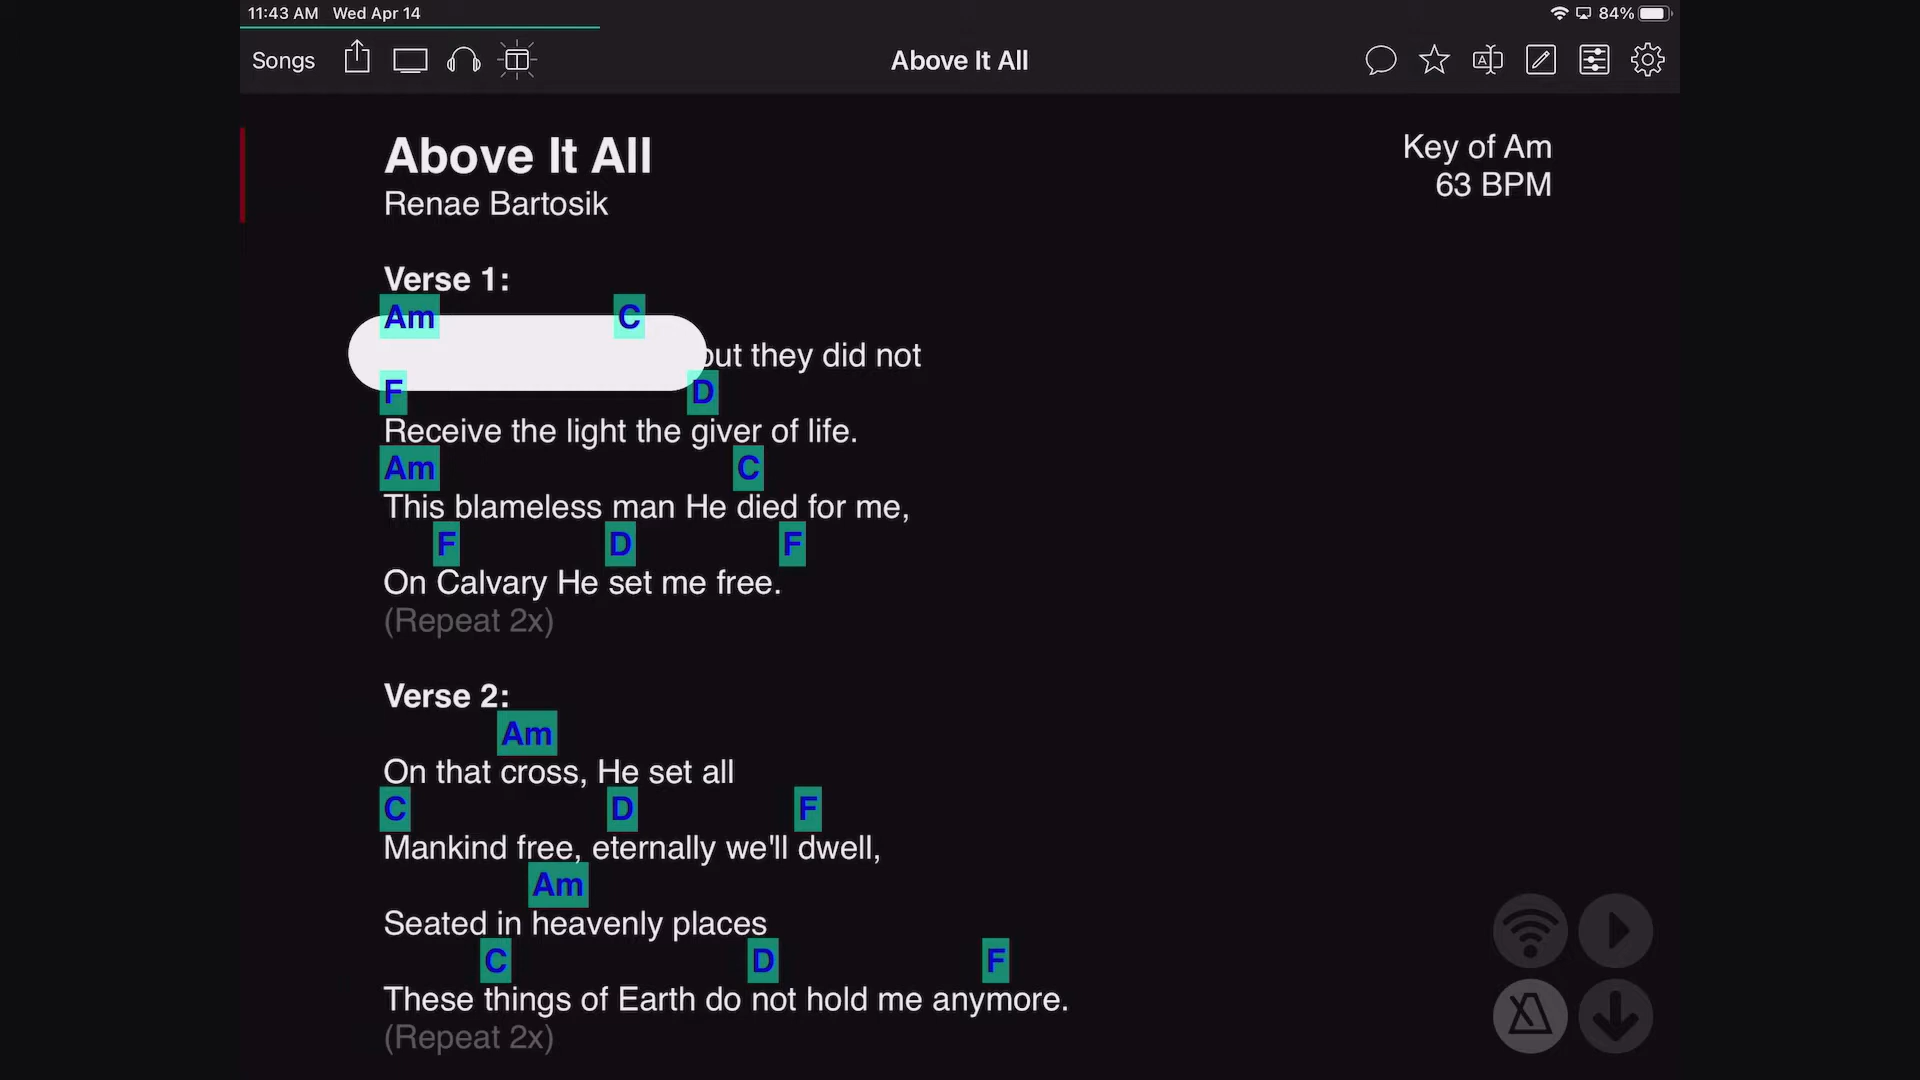 11:43 AM Wed Apr 14 84%
Songs Above It All
Above It All
Renae Bartosik
Key of Am
63 BPM
Verse 1:
Am C
but they did not
F D
Receive the light the giver of life.
Am C
This blameless man He died for me,
F D F
On Calvary He set me free.
(Repeat 2x)
Verse 2:
Am
On that cross, He set all
C D F
Mankind free, eternally we'll dwell,
Am
Seated in heavenly places
C D F
These things of Earth do not hold me anymore.
(Repeat 2x)